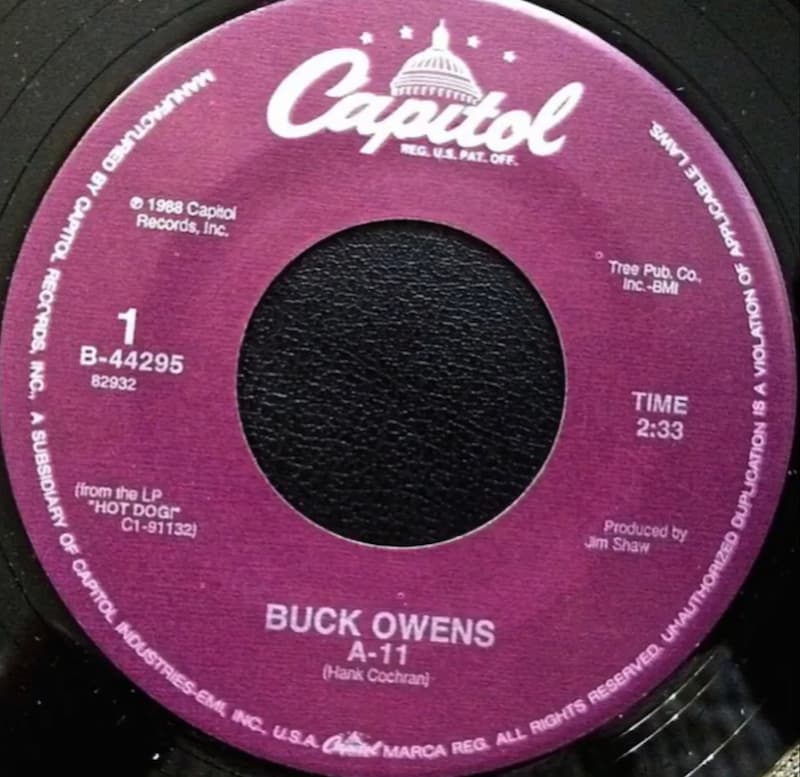 Capitol
REG. U.S. PAT. OFF.
MANUFACTURED BY CAPITOL RECORDS, INC., A SUBSIDIARY OF CAPITOL INDUSTRIES-EMI, INC., U.S.A. Capitol MARCA REG. ALL RIGHTS RESERVED. UNAUTHORIZED DUPLICATION IS A VIOLATION OF APPLICABLE LAWS.
℗ 1988 Capitol
Records, Inc.
Tree Pub. Co.,
Inc.-BMI
1
B-44295
82932
TIME
2:33
(from the LP
"HOT DOG!"
C1-91132)
Produced by
Jim Shaw
BUCK OWENS
A-11
(Hank Cochran)